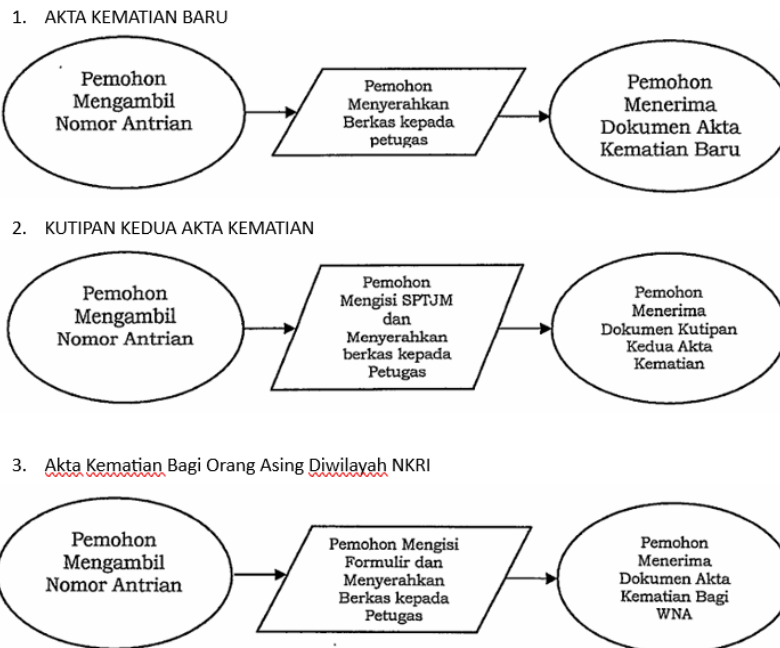 1. AKTA KEMATIAN BARU
Pemohon
Mengambil
Nomor Antrian
Pemohon
Menyerahkan
Berkas kepada
petugas
Pemohon
Menerima
Dokumen Akta
Kematian Baru
2. KUTIPAN KEDUA AKTA KEMATIAN
Pemohon
Mengambil
Nomor Antrian
Pemohon
Mengisi SPTJM
dan
Menyerahkan
berkas kepada
Petugas
Pemohon
Menerima
Dokumen Kutipan
Kedua Akta
Kematian
3. Akta Kematian Bagi Orang Asing Diwilayah NKRI
Pemohon
Mengambil
Nomor Antrian
Pemohon Mengisi
Formulir dan
Menyerahkan
Berkas kepada
Petugas
Pemohon
Menerima
Dokumen Akta
Kematian Bagi
WNA